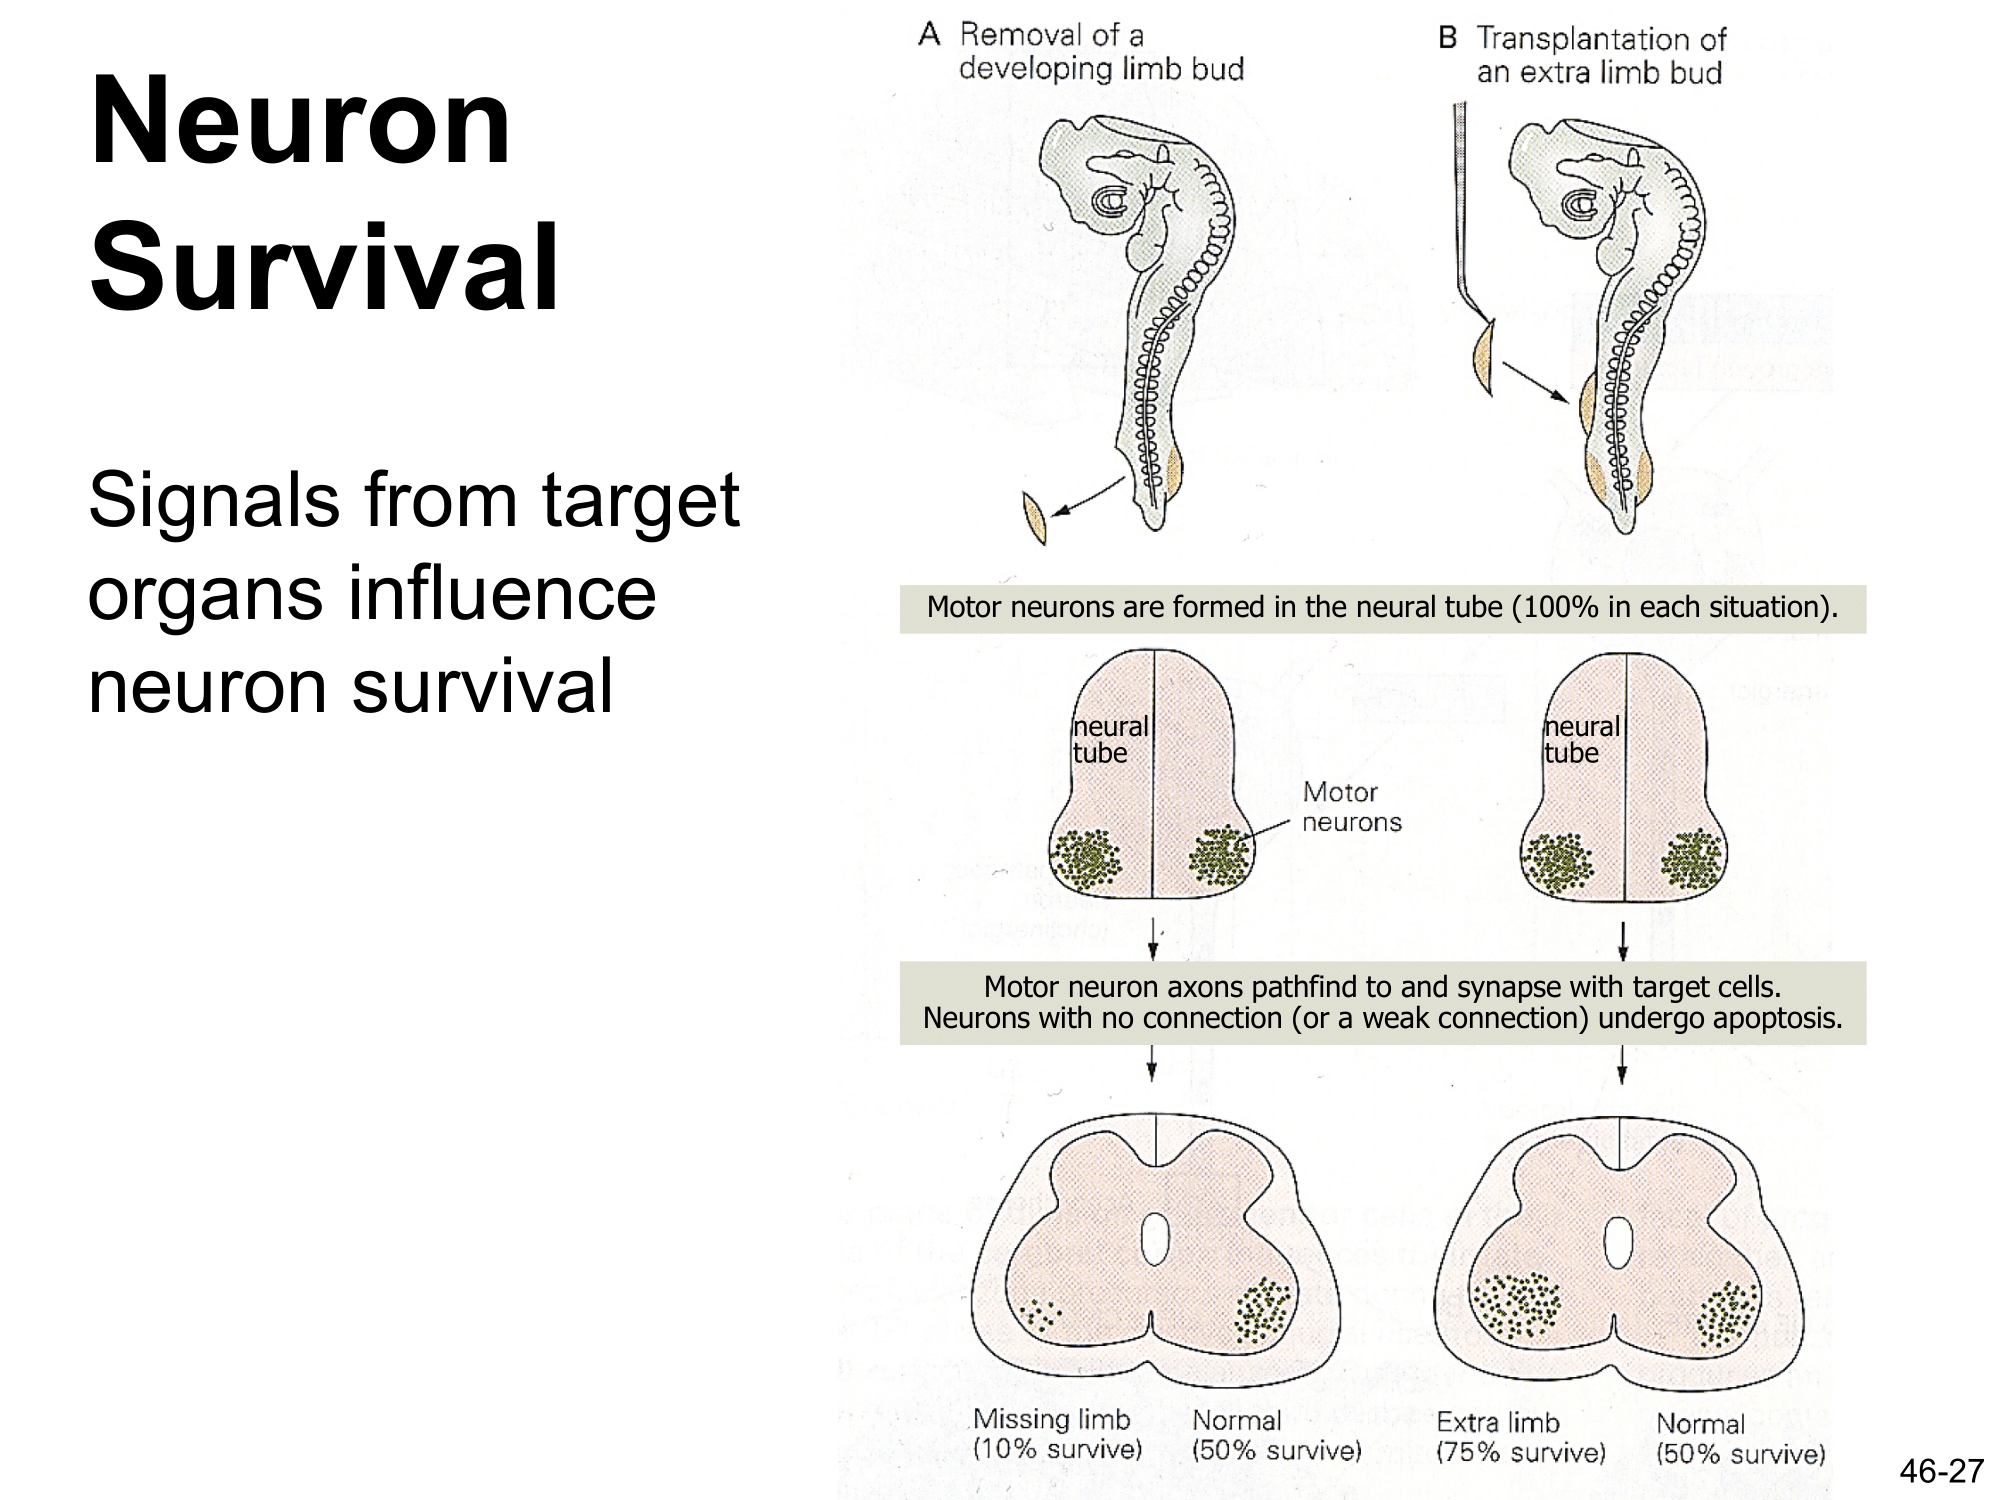 Neuron
Survival
Signals from target
organs influence
neuron survival
A Removal of a
developing limb bud
B Transplantation of
an extra limb bud
Motor neurons are formed in the neural tube (100% in each situation).
neural
tube
Motor
neurons
neural
tube
Motor neuron axons pathfind to and synapse with target cells.
Neurons with no connection (or a weak connection) undergo apoptosis.
Missing limb
(10% survive)
Normal
(50% survive)
Extra limb
(75% survive)
Normal
(50% survive)
46-27